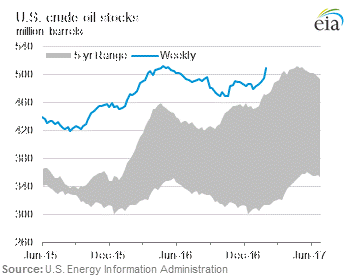 U.S. crude oil stocks
million barrels
eia
540
5-yr Range
Weekly
500
460
420
380
340
300
260
Jun-15
Dec-15
Jun-16
Dec-16
Jun-17
Source: U.S. Energy Information Administration